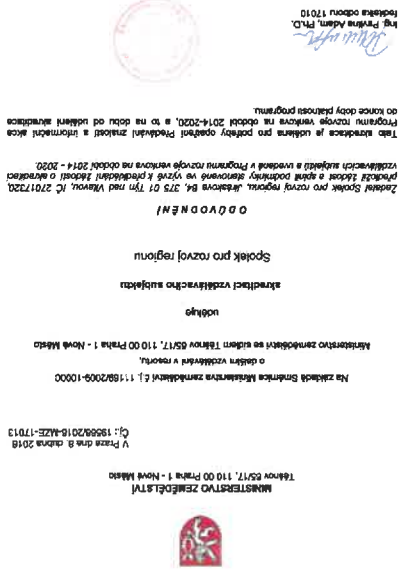 MINISTERSTVO ZEMĚDĚLSTVÍ
Těšnov 65/17, 110 00 Praha 1 - Nové Město
V Praze dne 8. dubna 2016
Čj.: 19568/2016-MZE-17013
Na základě Směrnice Ministerstva zemědělství č.j. 11169/2009-10000
o dalším vzdělávání v resortu,
Ministerstvo zemědělství se sídlem Těšnov 65/17, 110 00 Praha 1 - Nové Město
uděluje
akreditaci vzdělávacího subjektu
Spolek pro rozvoj regionu
ODŮVODNĚNÍ
Žadatel Spolek pro rozvoj regionu, Jiráskova 84, 375 01 Týn nad Vltavou, IČ 27017320,
předložil žádost a splnil podmínky stanovené ve výzvě k předkládání žádostí o akreditaci
vzdělávacích subjektů uvedené v Programu rozvoje venkova na období 2014 - 2020.
Tato akreditace je udělena pro potřeby opatření Předávání znalostí a informační akce
Programu rozvoje venkova na období 2014-2020, a to na dobu od udělení akreditace
do konce doby platnosti programu.
Ing. Pavlína Adam, Ph.D.
ředitelka odboru 17010